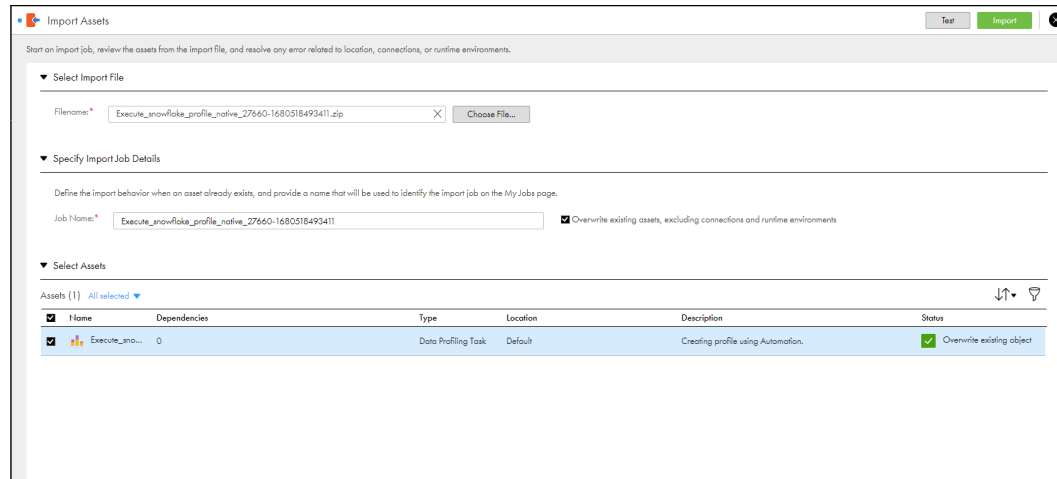 Import Assets
Test
Import
Start an import job, review the assets from the import file, and resolve any error related to location, connections, or runtime environments.
Select Import File
Filename:* Execute_snowflake_profile_native_27660-1680518493411.zip Choose File...
Specify Import Job Details
Define the import behavior when an asset already exists, and provide a name that will be used to identify the import job on the My Jobs page.
Job Name:* Execute_snowflake_profile_native_27660-1680518493411 Overwrite existing assets, excluding connections and runtime environments
Select Assets
Assets (1) All selected
Name Dependencies Type Location Description Status
Execute_sno... 0 Data Profiling Task Default Creating profile using Automation. Overwrite existing object